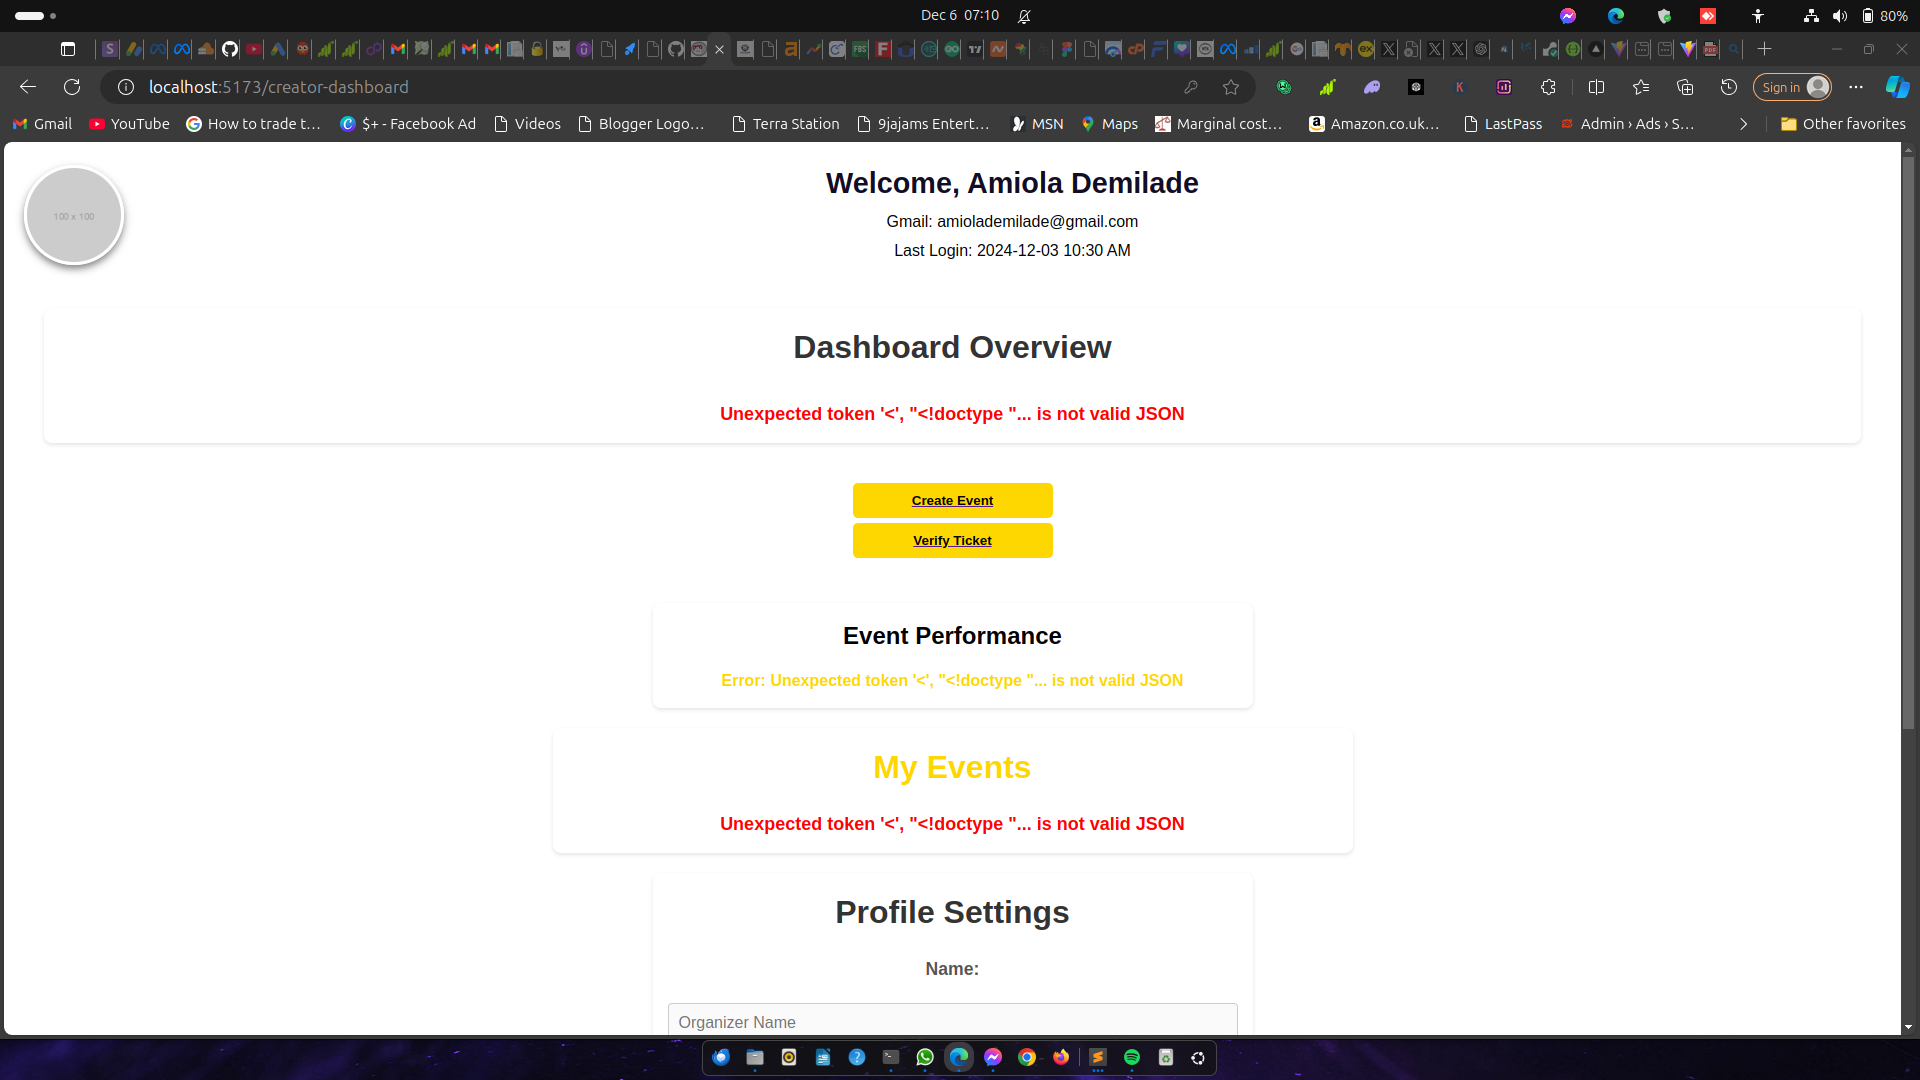 Dec 6 07:10
80%
localhost:5173/creator-dashboard
Sign in
Gmail
YouTube
How to trade t...
$+ - Facebook Ad
Videos
Blogger Logo...
Terra Station
9jajams Entert...
MSN
Maps
Marginal cost...
Amazon.co.uk...
LastPass
Admin › Ads › S...
Other favorites
100 x 100
Welcome, Amiola Demilade
Gmail: amiolademilade@gmail.com
Last Login: 2024-12-03 10:30 AM
Dashboard Overview
Unexpected token '<', "<!doctype "... is not valid JSON
Create Event
Verify Ticket
Event Performance
Error: Unexpected token '<', "<!doctype "... is not valid JSON
My Events
Unexpected token '<', "<!doctype "... is not valid JSON
Profile Settings
Name:
Organizer Name